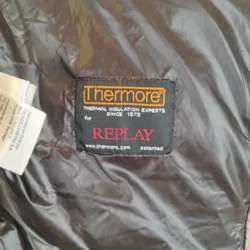 Thermore®
THERMAL INSULATION EXPERTS
SINCE 1972
for
REPLAY
www.thermore.com patented